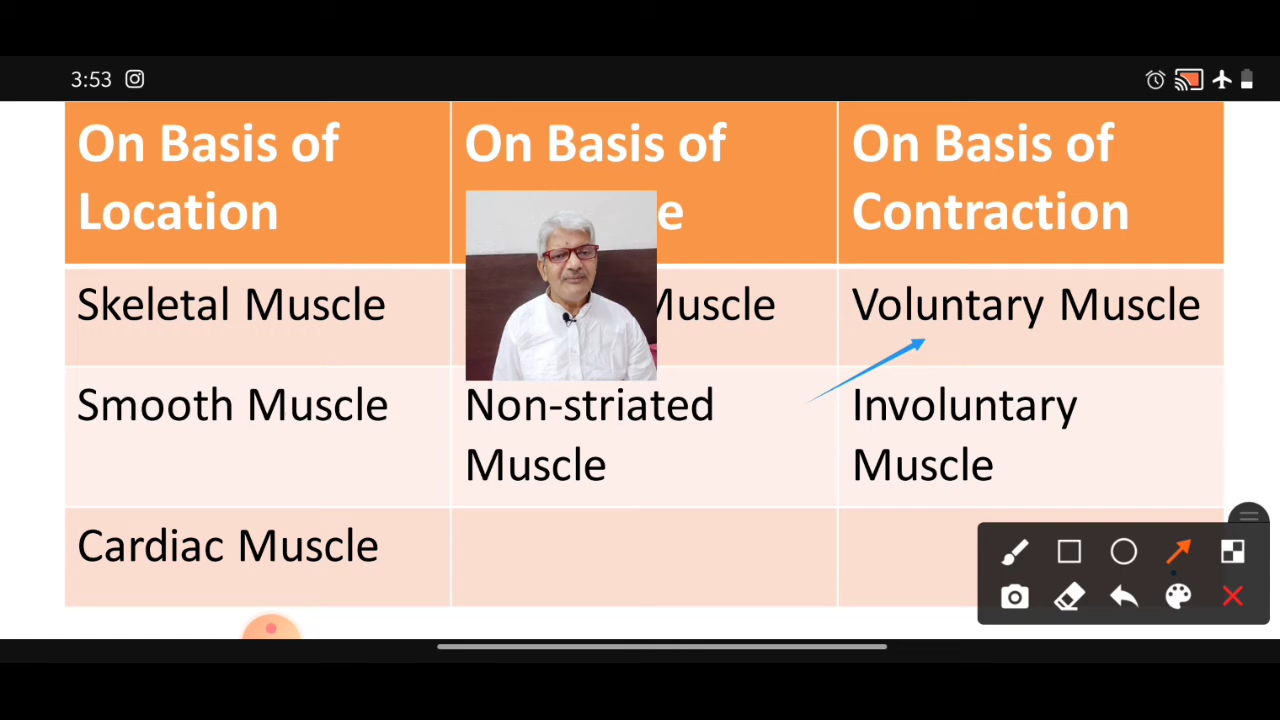 3:53
On Basis of Location
On Basis of
On Basis of Contraction
Skeletal Muscle
Muscle
Voluntary Muscle
Smooth Muscle
Non-striated
Muscle
Involuntary
Muscle
Cardiac Muscle